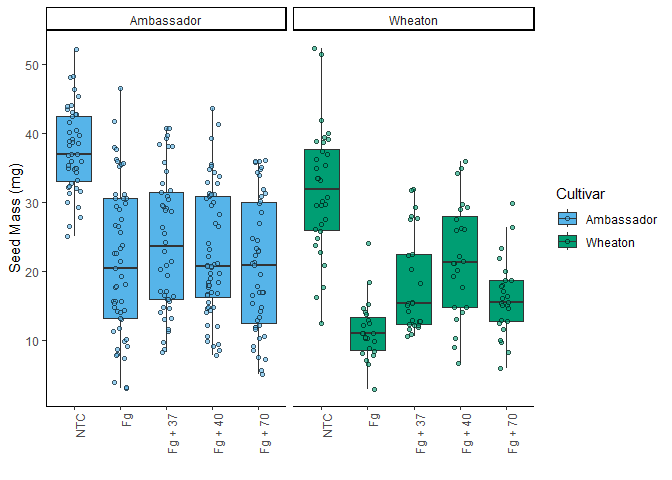 Ambassador
Wheaton
Seed Mass (mg)
50
40
30
20
10
NTC
Fg
Fg + 37
Fg + 40
Fg + 70
NTC
Fg
Fg + 37
Fg + 40
Fg + 70
Cultivar
Ambassador
Wheaton